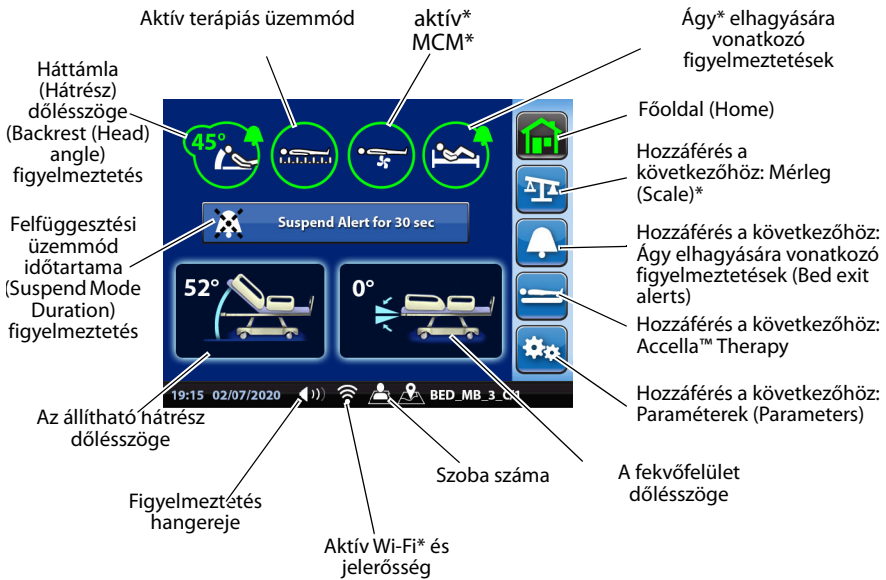 Aktív terápiás üzemmód
aktív*
MCM*
Ágy* elhagyására
vonatkozó
figyelmeztetések
Háttámla
(Hátrész)
dőlésszöge
(Backrest (Head)
angle)
figyelmeztetés
Felfüggesztési
üzemmód
időtartama
(Suspend Mode
Duration)
figyelmeztetés
45°
Suspend Alert for 30 sec
52°
0°
19:15 02/07/2020
Főoldal (Home)
Hozzáférés a
következőhöz: Mérleg
(Scale)*
Hozzáférés a következőhöz:
Ágy elhagyására vonatkozó
figyelmeztetések (Bed exit
alerts)
Hozzáférés a következőhöz:
Accella™ Therapy
Hozzáférés a következőhöz:
Paraméterek (Parameters)
Az állítható hátrész
dőlésszöge
Figyelmeztetés
hangereje
Aktív Wi-Fi* és
jelerősség
Szoba száma
A fekvőfelület
dőlésszöge